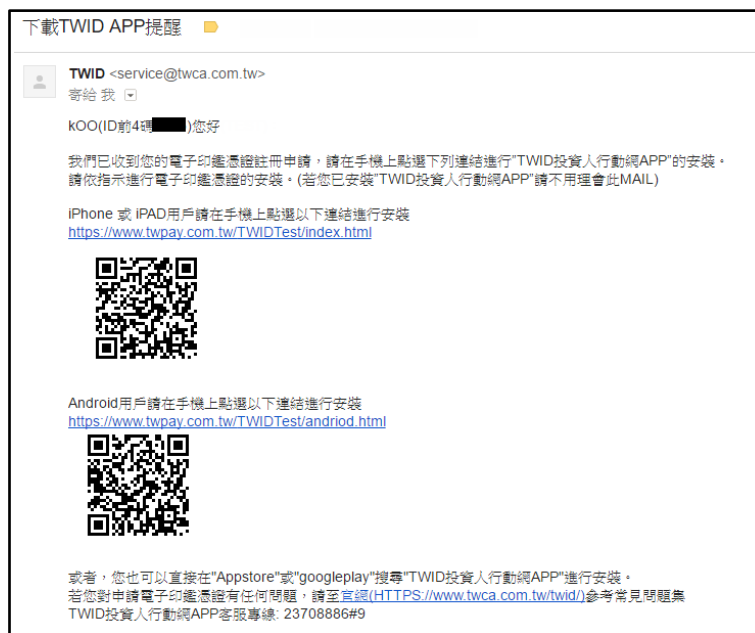 下載TWID APP提醒
TWID <service@twca.com.tw>
寄給 我
kOO(ID前4碼 )您好
我們已收到您的電子印鑑憑證註冊申請，請在手機上點選下列連結進行"TWID投資人行動網APP"的安裝。
請依指示進行電子印鑑憑證的安裝。(若您已安裝"TWID投資人行動網APP"請不用理會此MAIL)
iPhone 或 iPAD用戶請在手機上點選以下連結進行安裝
https://www.twpay.com.tw/TWIDTest/index.html
Android用戶請在手機上點選以下連結進行安裝
https://www.twpay.com.tw/TWIDTest/andriod.html
或者，您也可以直接在"Appstore"或"googleplay"搜尋"TWID投資人行動網APP"進行安裝。
若您對申請電子印鑑憑證有任何問題，請至官網(HTTPS://www.twca.com.tw/twid/)參考常見問題集
TWID投資人行動網APP客服專線: 23708886#9